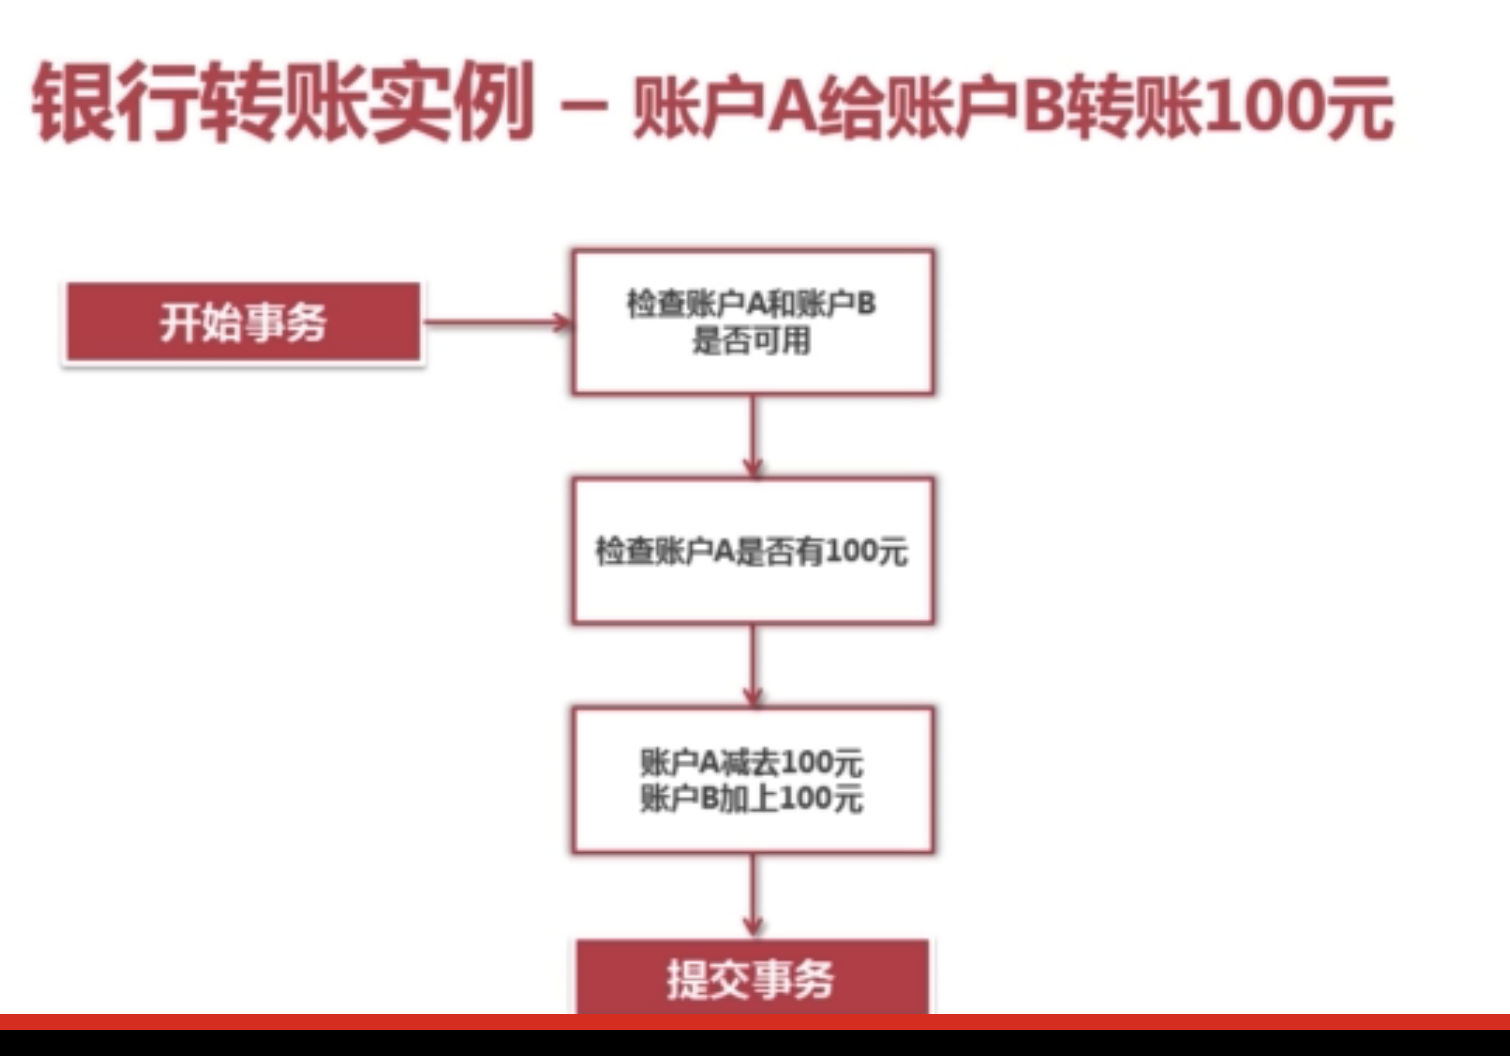 银行转账实例 – 账户A给账户B转账100元
开始事务
检查账户A和账户B
是否可用
检查账户A是否有100元
账户A减去100元
账户B加上100元
提交事务